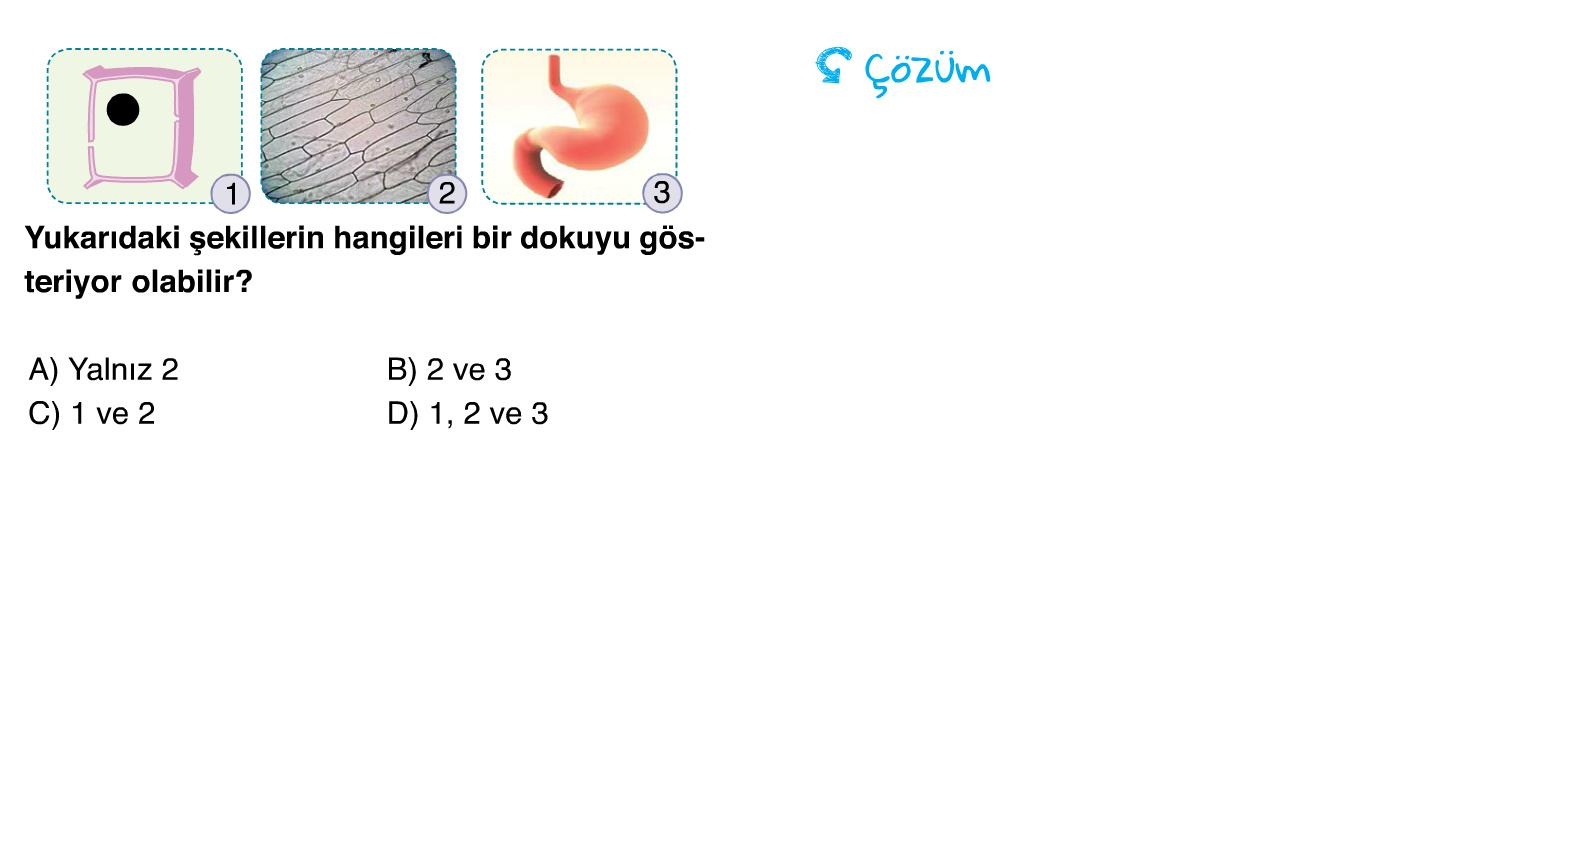 1
2
3
Çözüm
Yukarıdaki şekillerin hangileri bir dokuyu gös-
teriyor olabilir?
A) Yalnız 2
B) 2 ve 3
C) 1 ve 2
D) 1, 2 ve 3